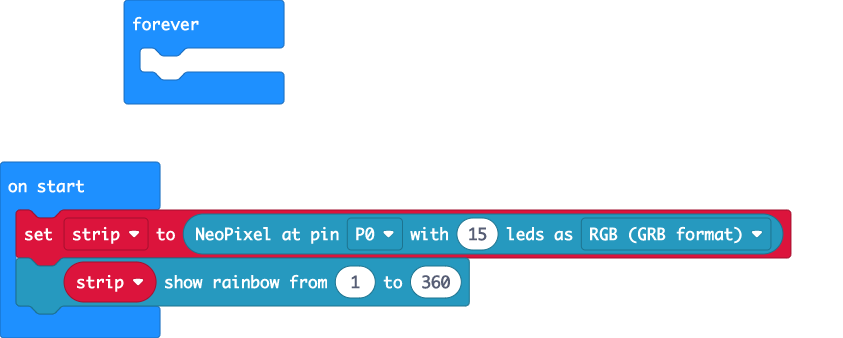 forever
on start
set strip to NeoPixel at pin P0 with 15 leds as RGB (GRB format)
strip show rainbow from 1 to 360